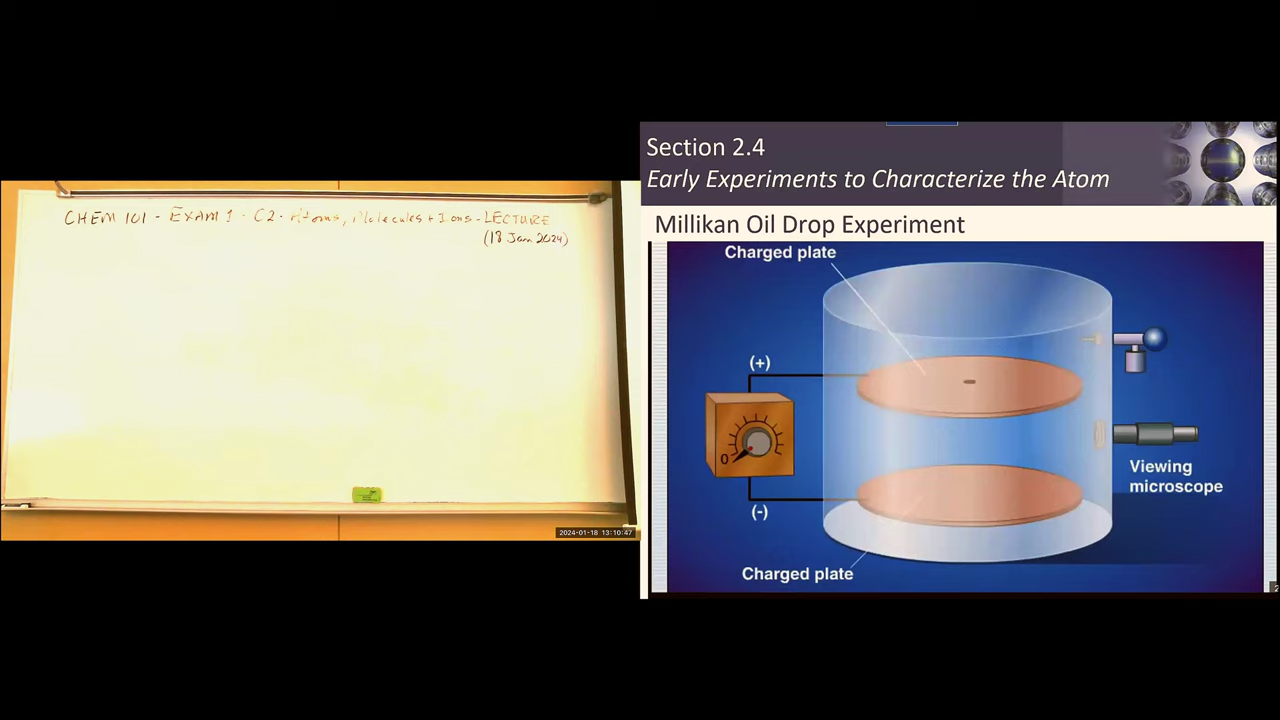 CHEM 101 - EXAM 1 - C2 - Atoms, Molecules + Ions - LECTURE
(18 Jan 2024)
2024-01-18 13:10:47
Section 2.4
Early Experiments to Characterize the Atom
Millikan Oil Drop Experiment
Charged plate
(+)
0
(-)
Viewing
microscope
Charged plate
2